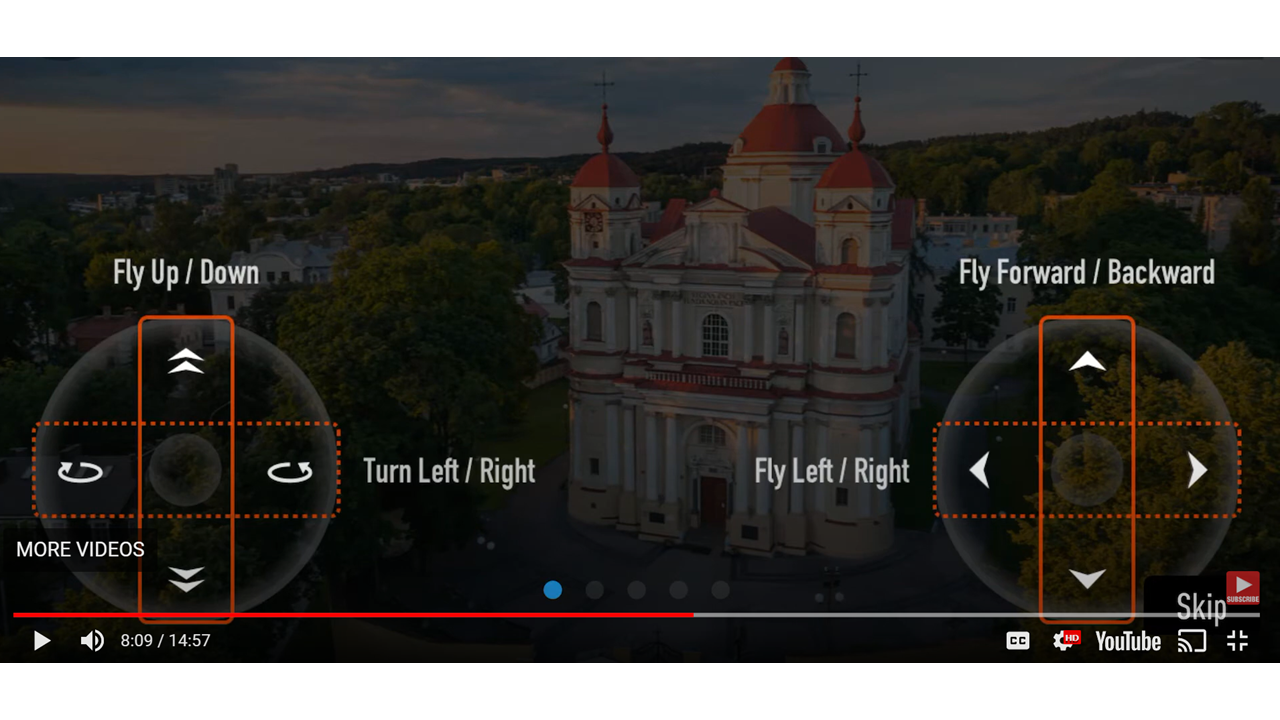 Fly Up / Down
Fly Forward / Backward
Turn Left / Right
Fly Left / Right
MORE VIDEOS
Skip
SUBSCRIBE
8:09 / 14:57
CC
HD
YouTube